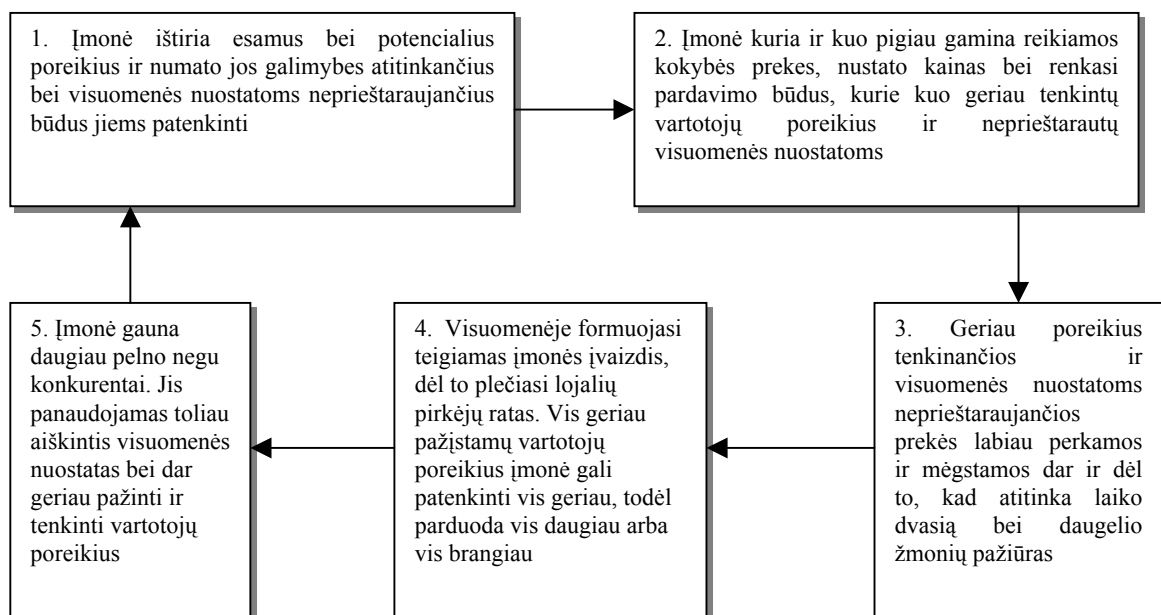 1. Įmonė ištiria esamus bei potencialius
poreikius ir numato jos galimybes atitinkančius
bei visuomenės nuostatoms neprieštaraujančius
būdus jiems patenkinti
2. Įmonė kuria ir kuo pigiau gamina reikiamos
kokybės prekes, nustato kainas bei renkasi
pardavimo būdus, kurie kuo geriau tenkintų
vartotojų poreikius ir neprieštarautų
visuomenės nuostatoms
3. Geriau poreikius
tenkinančios ir
visuomenės nuostatoms
neprieštaraujančios
prekės labiau perkamos
ir mėgstamos dar ir dėl
to, kad atitinka laiko
dvasią bei daugelio
žmonių pažiūras
4. Visuomenėje formuojasi
teigiamas įmonės įvaizdis,
dėl to plečiasi lojalių
pirkėjų ratas. Vis geriau
pažįstamų vartotojų
poreikius įmonė gali
patenkinti vis geriau, todėl
parduoda vis daugiau arba
vis brangiau
5. Įmonė gauna
daugiau pelno negu
konkurentai. Jis
panaudojamas toliau
aiškintis visuomenės
nuostatas bei dar
geriau pažinti ir
tenkinti vartotojų
poreikius